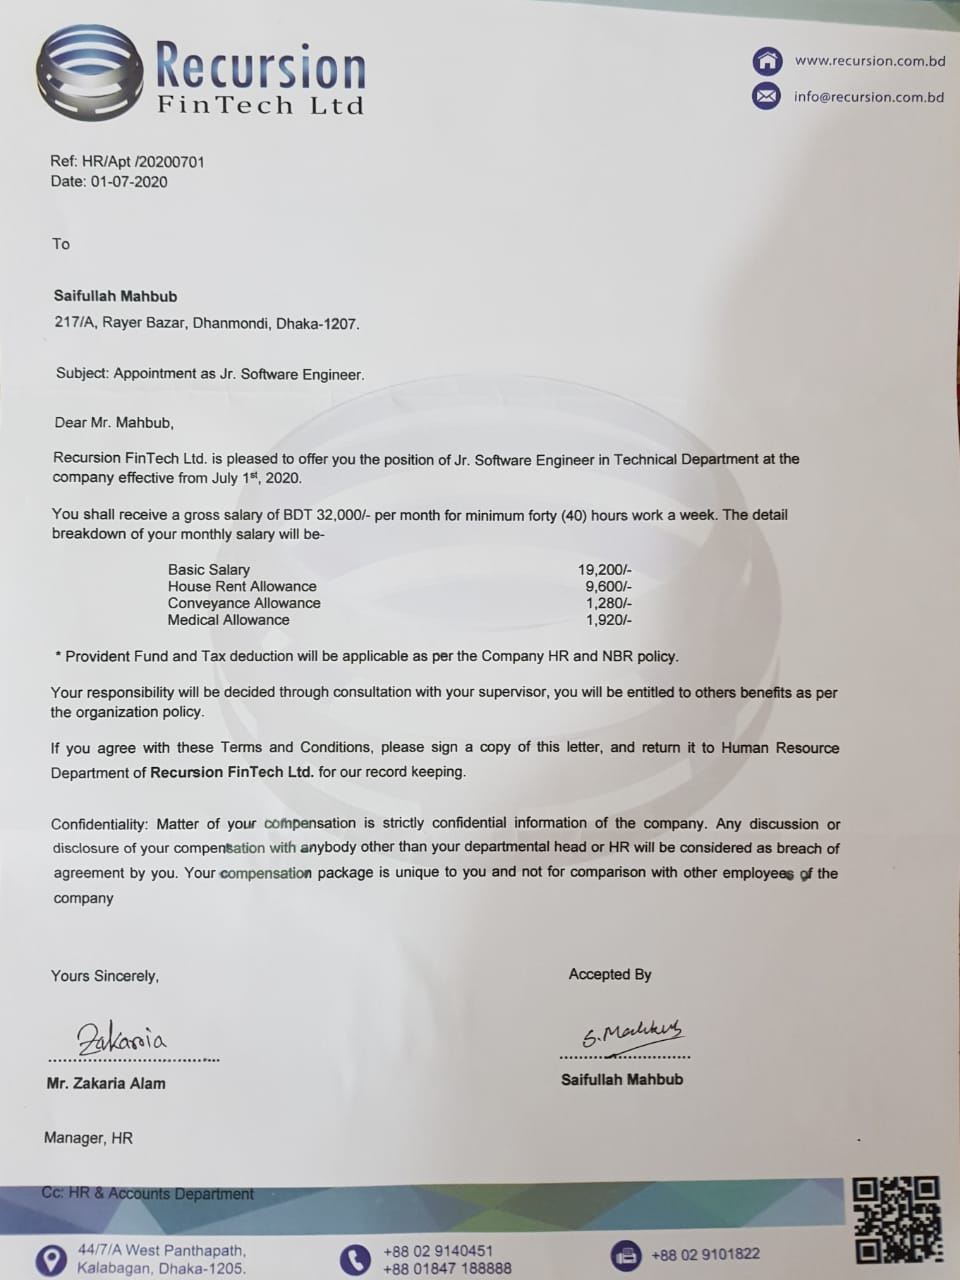 Recursion
FinTech Ltd
www.recursion.com.bd
info@recursion.com.bd
Ref: HR/Apt /20200701
Date: 01-07-2020
To
Saifullah Mahbub
217/A, Rayer Bazar, Dhanmondi, Dhaka-1207.
Subject: Appointment as Jr. Software Engineer.
Dear Mr. Mahbub,
Recursion FinTech Ltd. is pleased to offer you the position of Jr. Software Engineer in Technical Department at the
company effective from July 1st, 2020.
You shall receive a gross salary of BDT 32,000/- per month for minimum forty (40) hours work a week. The detail
breakdown of your monthly salary will be-
Basic Salary 19,200/-
House Rent Allowance 9,600/-
Conveyance Allowance 1,280/-
Medical Allowance 1,920/-
* Provident Fund and Tax deduction will be applicable as per the Company HR and NBR policy.
Your responsibility will be decided through consultation with your supervisor, you will be entitled to others benefits as per
the organization policy.
If you agree with these Terms and Conditions, please sign a copy of this letter, and return it to Human Resource
Department of Recursion FinTech Ltd. for our record keeping.
Confidentiality: Matter of your compensation is strictly confidential information of the company. Any discussion or
disclosure of your compensation with anybody other than your departmental head or HR will be considered as breach of
agreement by you. Your compensation package is unique to you and not for comparison with other employees of the
company
Yours Sincerely, Accepted By
Zakaria S. Mahbub
Mr. Zakaria Alam Saifullah Mahbub
Manager, HR
Cc: HR & Accounts Department
44/7/A West Panthapath,
Kalabagan, Dhaka-1205.
+88 02 9140451
+88 01847 188888
+88 02 9101822